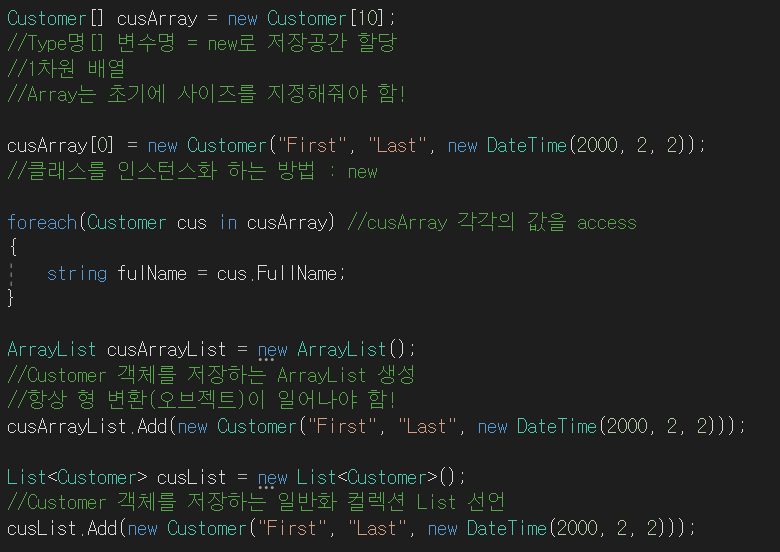 Customer[] cusArray = new Customer[10];
//Type명[] 변수명 = new로 저장공간 할당
//1차원 배열
//Array는 초기에 사이즈를 지정해줘야 함!
cusArray[0] = new Customer("First", "Last", new DateTime(2000, 2, 2));
//클래스를 인스턴스화 하는 방법 : new
foreach(Customer cus in cusArray) //cusArray 각각의 값을 access
{
string fulName = cus.FullName;
}
ArrayList cusArrayList = new ArrayList();
//Customer 객체를 저장하는 ArrayList 생성
//항상 형 변환(오브젝트)이 일어나야 함!
cusArrayList.Add(new Customer("First", "Last", new DateTime(2000, 2, 2)));
List<Customer> cusList = new List<Customer>();
//Customer 객체를 저장하는 일반화 컬렉션 List 선언
cusList.Add(new Customer("First", "Last", new DateTime(2000, 2, 2)));